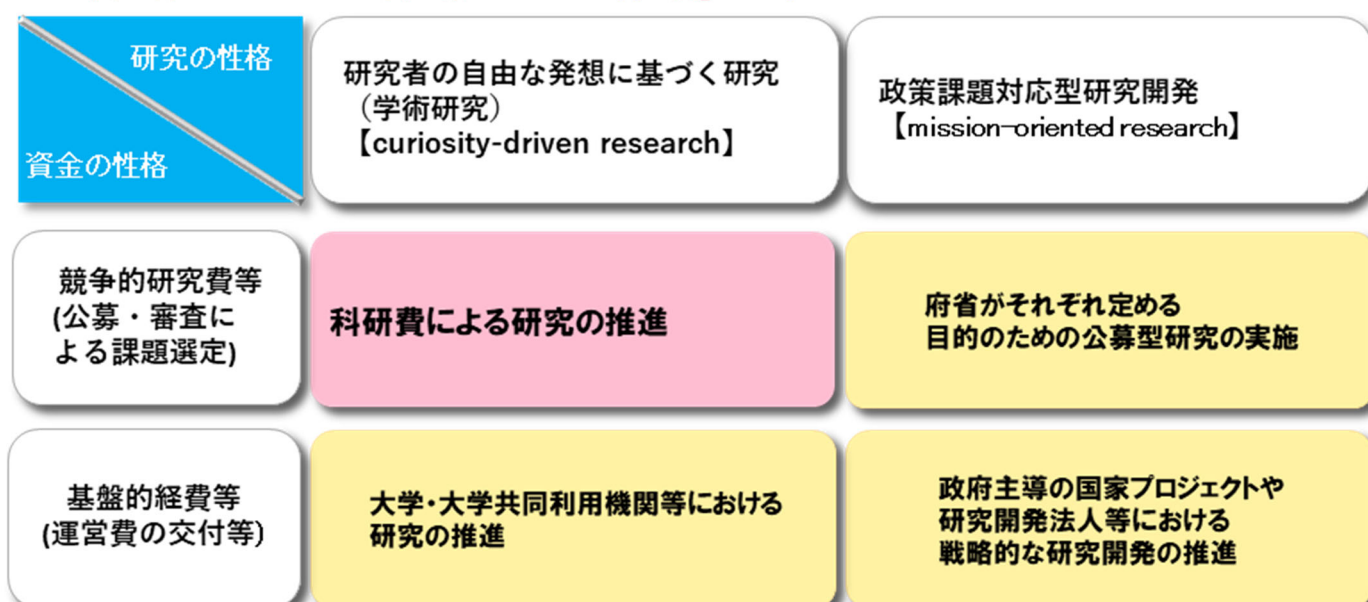 研究の性格
資金の性格
研究者の自由な発想に基づく研究
（学術研究）
【curiosity-driven research】
政策課題対応型研究開発
【mission-oriented research】
競争的研究費等
(公募・審査に
よる課題選定)
科研費による研究の推進
府省がそれぞれ定める
目的のための公募型研究の実施
基盤的経費等
(運営費の交付等)
大学・大学共同利用機関等における
研究の推進
政府主導の国家プロジェクトや
研究開発法人等における
戦略的な研究開発の推進